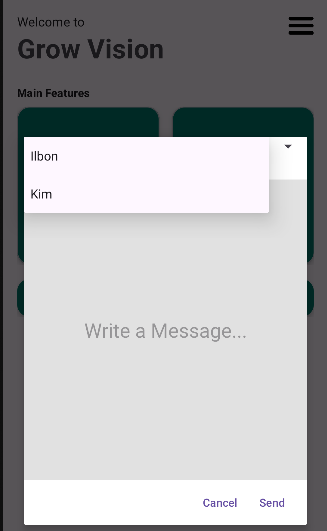 Welcome to
Grow Vision
Main Features
Ilbon
Kim
Write a Message...
Cancel Send